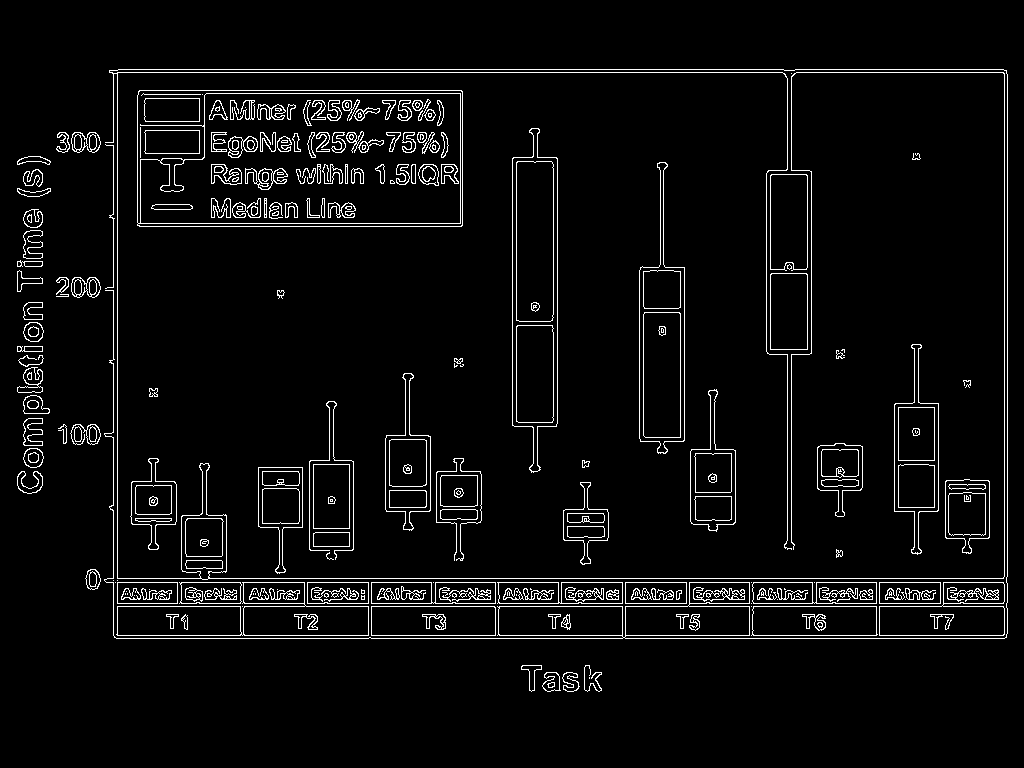 AMiner (25%~75%)
EgoNet (25%~75%)
Range within 1.5IQR
Median Line
Completion Time (s)
300
200
100
0
AMiner EgoNet AMiner EgoNet AMiner EgoNet AMiner EgoNet AMiner EgoNet AMiner EgoNet AMiner EgoNet
T1 T2 T3 T4 T5 T6 T7
Task